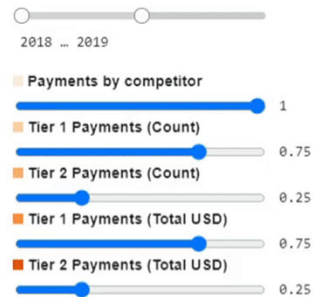 2018 … 2019
Payments by competitor
1
Tier 1 Payments (Count)
0.75
Tier 2 Payments (Count)
0.25
Tier 1 Payments (Total USD)
0.75
Tier 2 Payments (Total USD)
0.25